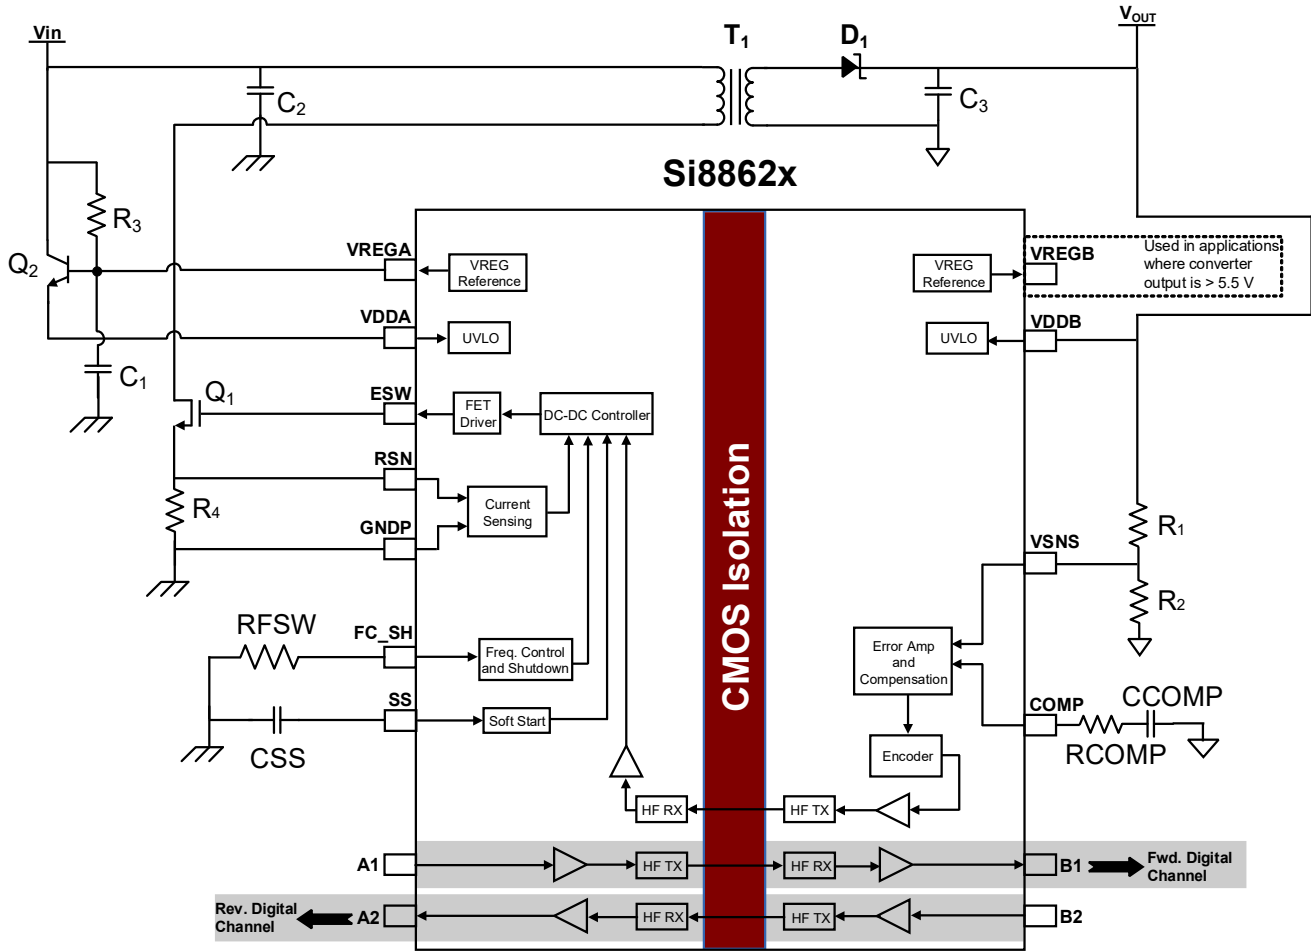 Vin
T1
D1
VOUT
C2
C3
Si8862x
R3
Q2
VREGA
VREG
Reference
VREG
Reference
VREGB
Used in applications
where converter
output is > 5.5 V
VDDA
UVLO
UVLO
VDDB
C1
Q1
ESW
FET
Driver
DC-DC Controller
RSN
R4
Current
Sensing
GNDP
CMOS Isolation
R1
VSNS
R2
RFSW
FC_SH
Freq. Control
and Shutdown
Error Amp
and
Compensation
SS
Soft Start
CSS
COMP
CCOMP
RCOMP
Encoder
HF RX
HF TX
A1
HF TX
HF RX
B1
Fwd. Digital
Channel
Rev. Digital
Channel
A2
HF RX
HF TX
B2